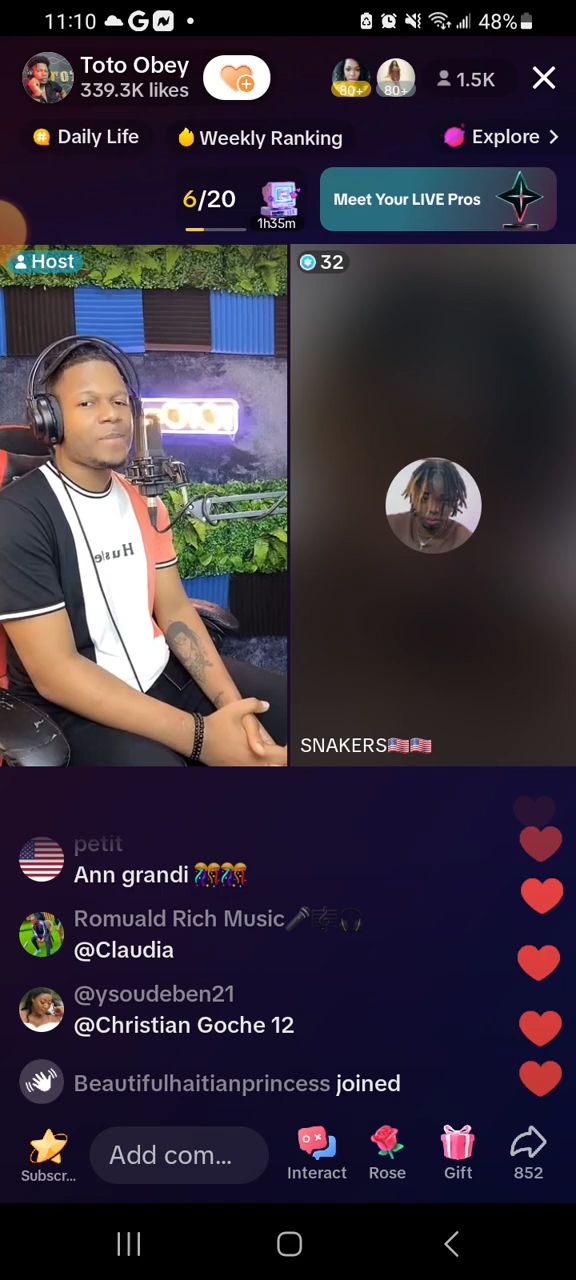 11:10
48%
Toto Obey
339.3K likes
80+
80+
1.5K
Daily Life
Weekly Ranking
Explore
6/20
1h35m
Meet Your LIVE Pros
Host
32
SNAKERS🇺🇸🇺🇸
petit
Ann grandi
Romuald Rich Music🎤🎼🎧
@Claudia
@ysoudeben21
@Christian Goche 12
Beautifulhaitianprincess joined
Subscr...
Add com...
Interact
Rose
Gift
852